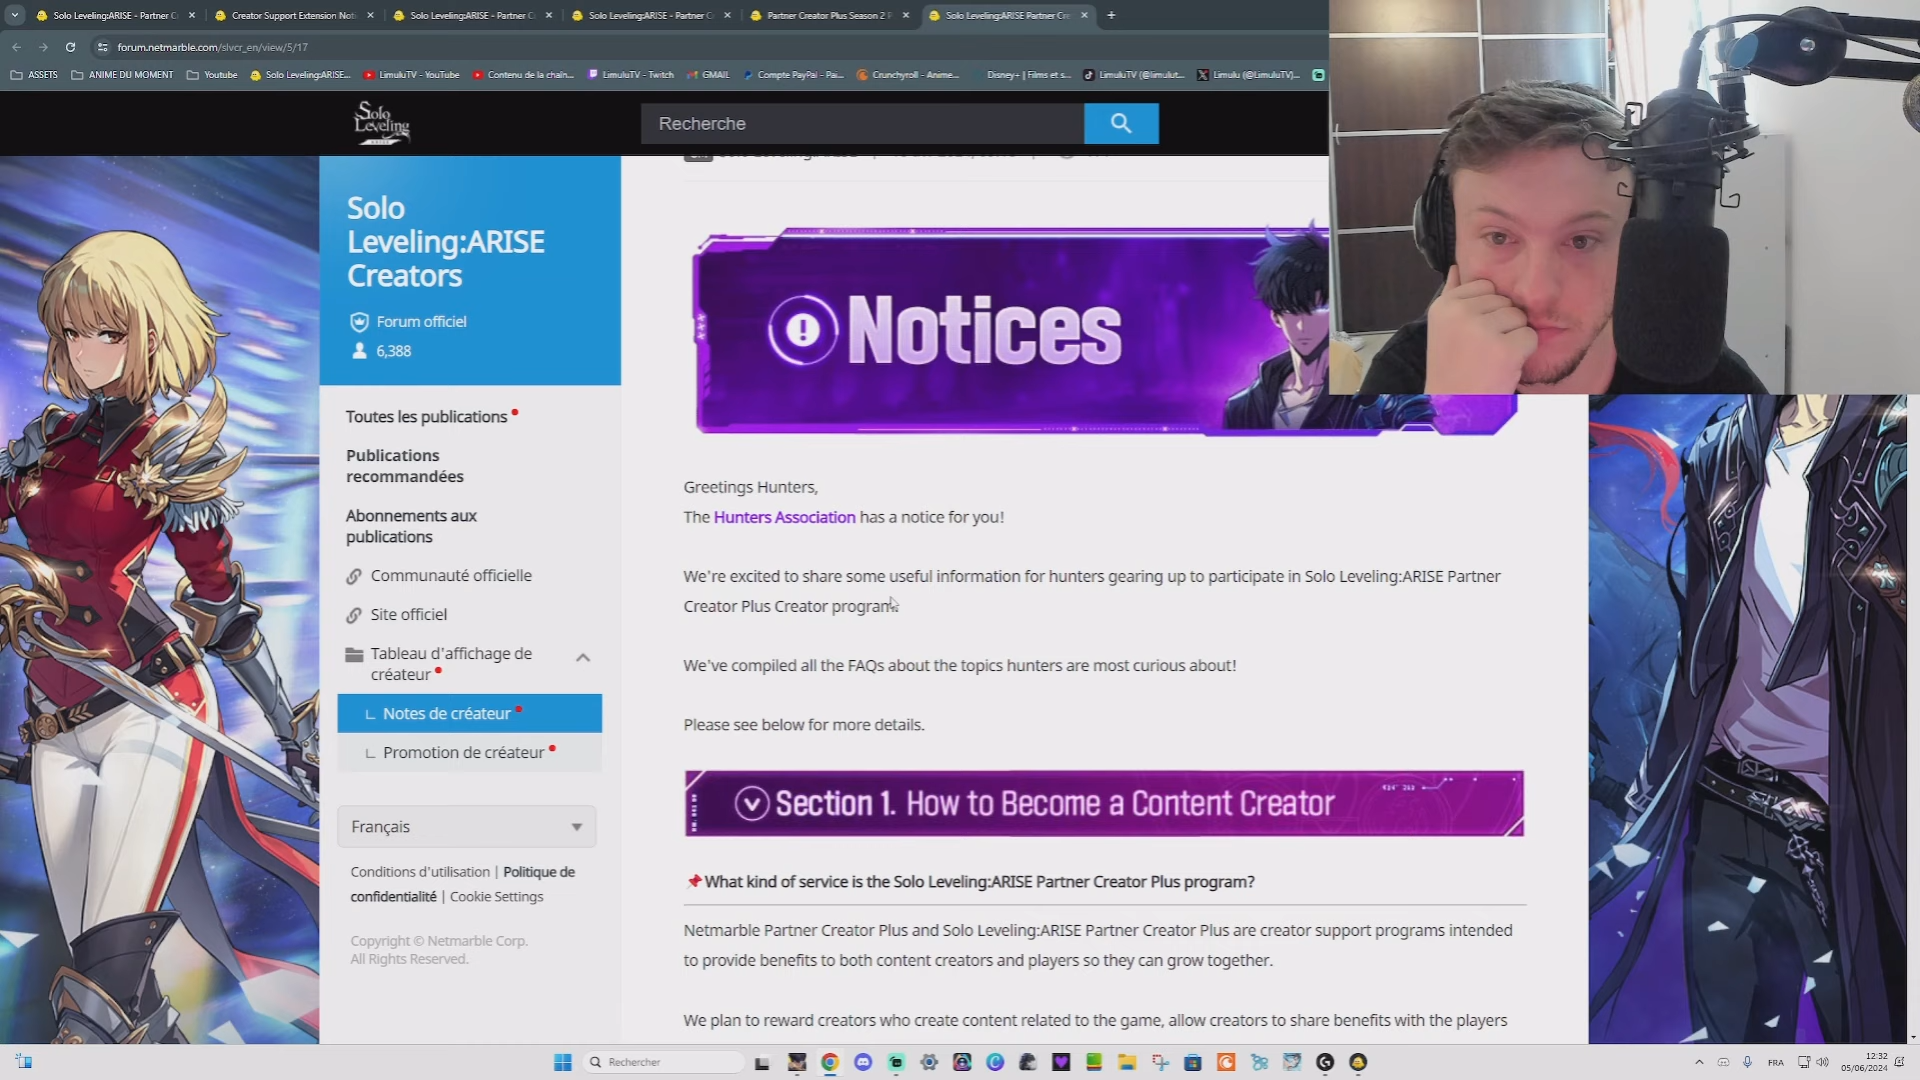 Solo Leveling:ARISE - Partner C
Creator Support Extension Noti
Solo Leveling:ARISE - Partner C
Solo Leveling:ARISE - Partner C
Partner Creator Plus Season 2 F
Solo Leveling:ARISE Partner Cre
forum.netmarble.com/slvcr_en/view/5/17
ASSETS
ANIME DU MOMENT
Youtube
Solo Leveling:ARISE...
LimuluTV - YouTube
Contenu de la chaîn...
LimuluTV - Twitch
GMAIL
Compte PayPal - Pai...
Crunchyroll - Anime...
Disney+ | Films et s...
LimuluTV (@limulut...
Limulu (@LimuluTV)...
Solo Leveling
Recherche
Solo
Leveling:ARISE
Creators
Forum officiel
6,388
Toutes les publications
Publications
recommandées
Abonnements aux
publications
Communauté officielle
Site officiel
Tableau d'affichage de
créateur
Notes de créateur
Promotion de créateur
Français
Conditions d'utilisation | Politique de
confidentialité | Cookie Settings
Copyright © Netmarble Corp.
All Rights Reserved.
Notices
Greetings Hunters,
The Hunters Association has a notice for you!
We're excited to share some useful information for hunters gearing up to participate in Solo Leveling:ARISE Partner
Creator Plus Creator program.
We've compiled all the FAQs about the topics hunters are most curious about!
Please see below for more details.
Section 1. How to Become a Content Creator
What kind of service is the Solo Leveling:ARISE Partner Creator Plus program?
Netmarble Partner Creator Plus and Solo Leveling:ARISE Partner Creator Plus are creator support programs intended
to provide benefits to both content creators and players so they can grow together.
We plan to reward creators who create content related to the game, allow creators to share benefits with the players
Rechercher
FRA
12:32
05/06/2024